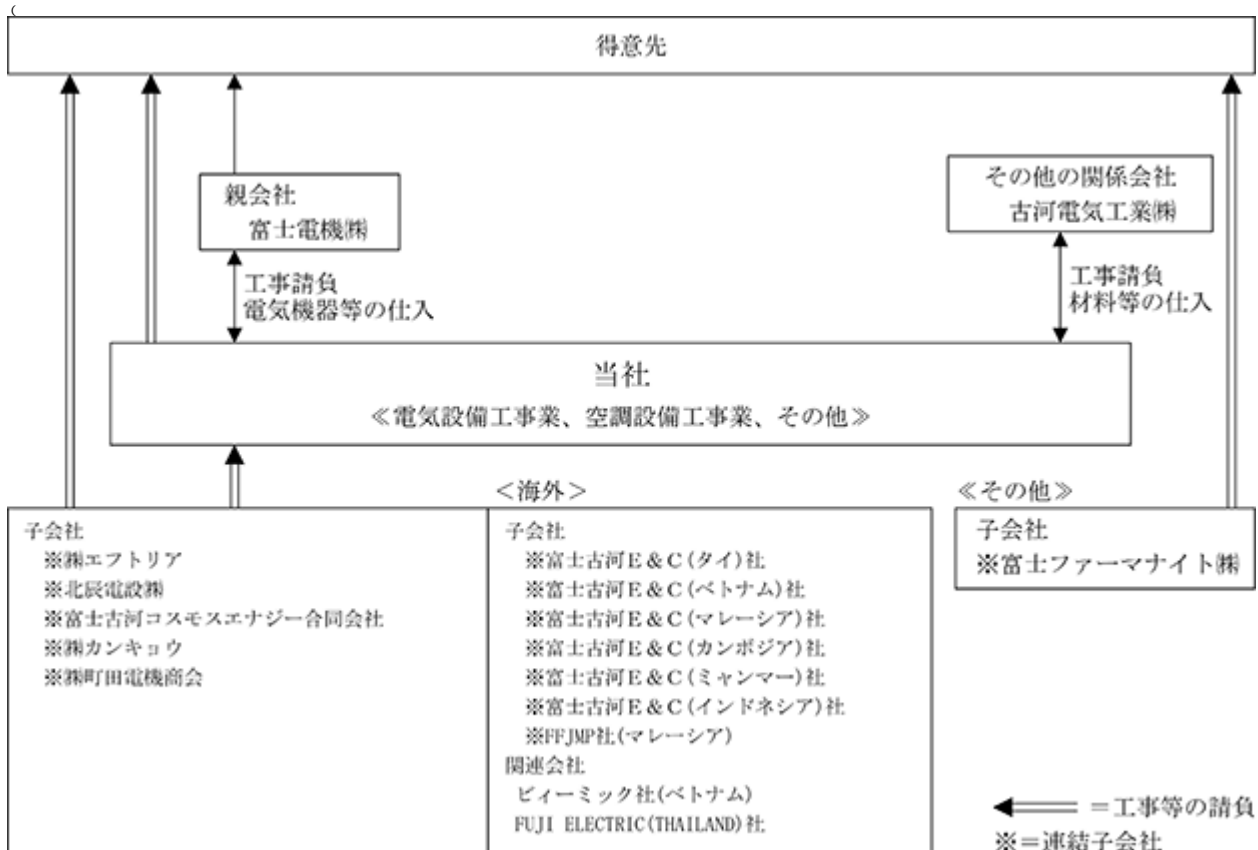 (
得意先
親会社
富士電機㈱
その他の関係会社
古河電気工業㈱
工事請負
電気機器等の仕入
工事請負
材料等の仕入
当社
≪電気設備工事業、空調設備工事業、その他≫
＜海外＞
≪その他≫
子会社
※㈱エフトリア
※北辰電設㈱
※富士古河コスモスエナジー合同会社
※㈱カンキョウ
※㈱町田電機商会
子会社
※富士古河E＆C(タイ)社
※富士古河E＆C(ベトナム)社
※富士古河E＆C(マレーシア)社
※富士古河E＆C(カンボジア)社
※富士古河E＆C(ミャンマー)社
※富士古河E＆C(インドネシア)社
※FFJMP社(マレーシア)
関連会社
ビィーミック社(ベトナム)
FUJI ELECTRIC(THAILAND)社
子会社
※富士ファーマナイト㈱
＝工事等の請負
※＝連結子会社